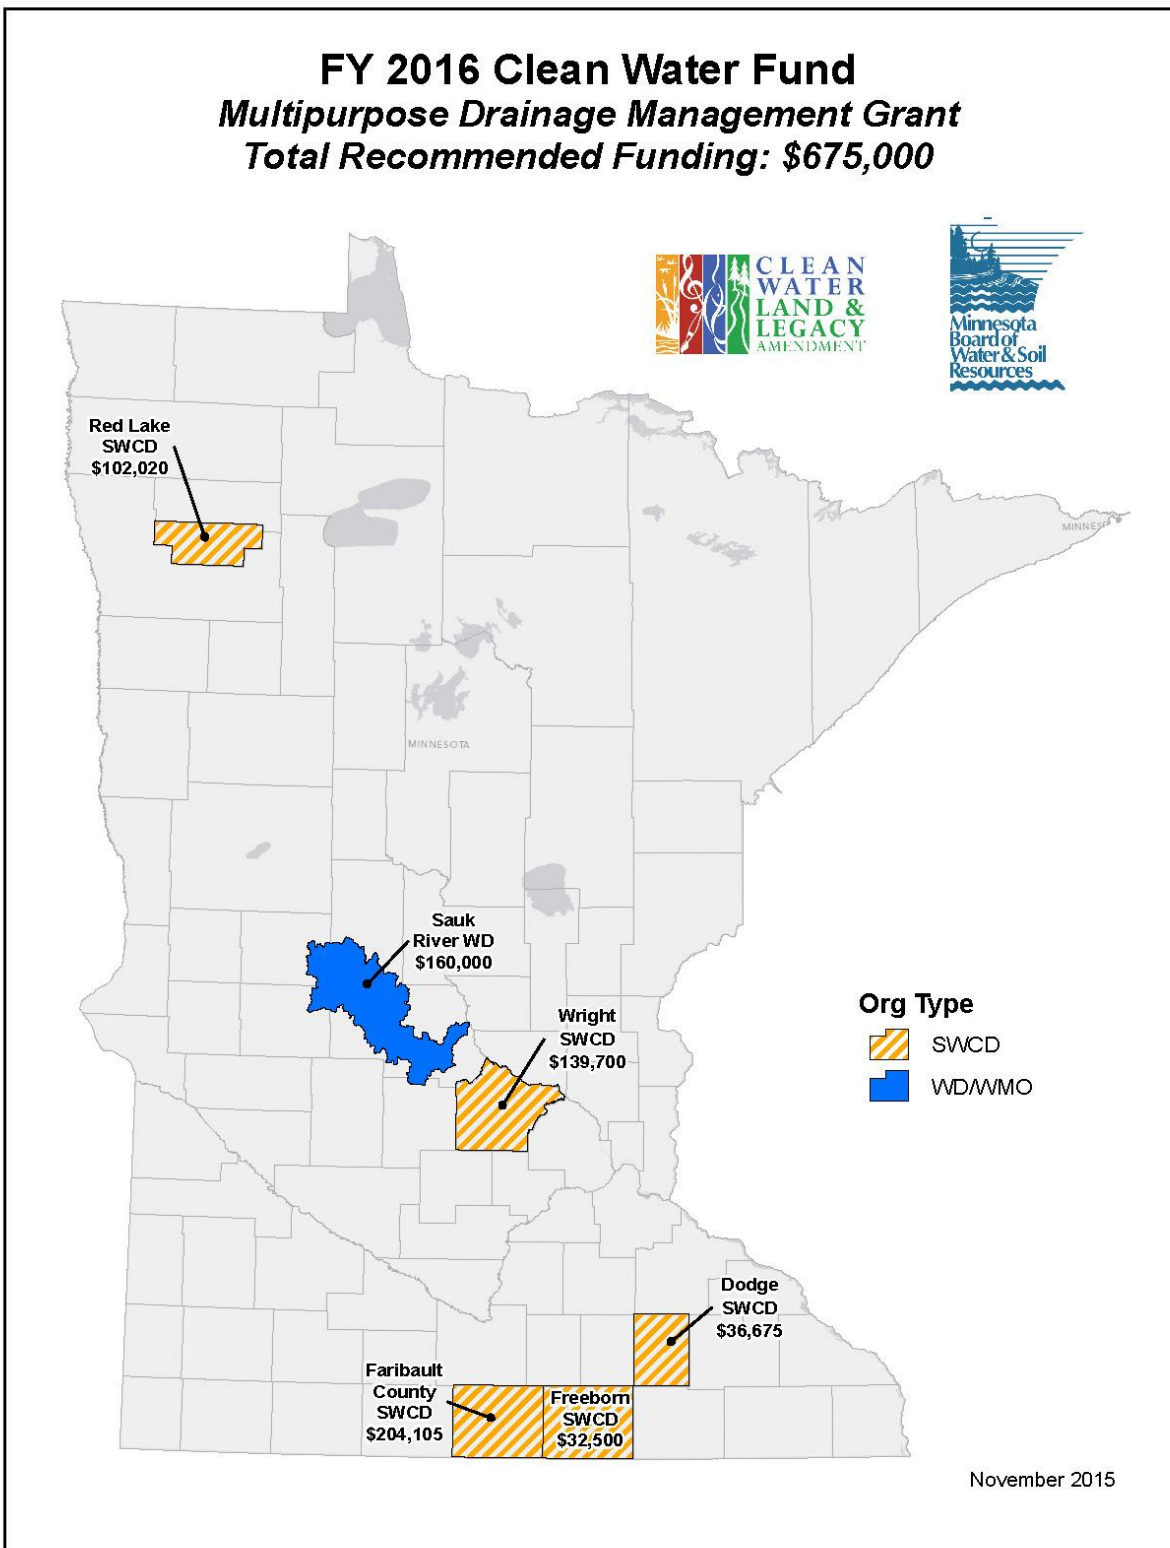 FY 2016 Clean Water Fund
Multipurpose Drainage Management Grant
Total Recommended Funding: $675,000
CLEAN
WATER
LAND &
LEGACY
AMENDMENT
Minnesota
Board of
Water & Soil
Resources
Red Lake
SWCD
$102,020
MINNES
MINNESOTA
Sauk
River WD
$160,000
Wright
SWCD
$139,700
Org Type
SWCD
WD/WMO
Dodge
SWCD
$36,675
Faribault
County
SWCD
$204,105
Freeborn
SWCD
$32,500
November 2015